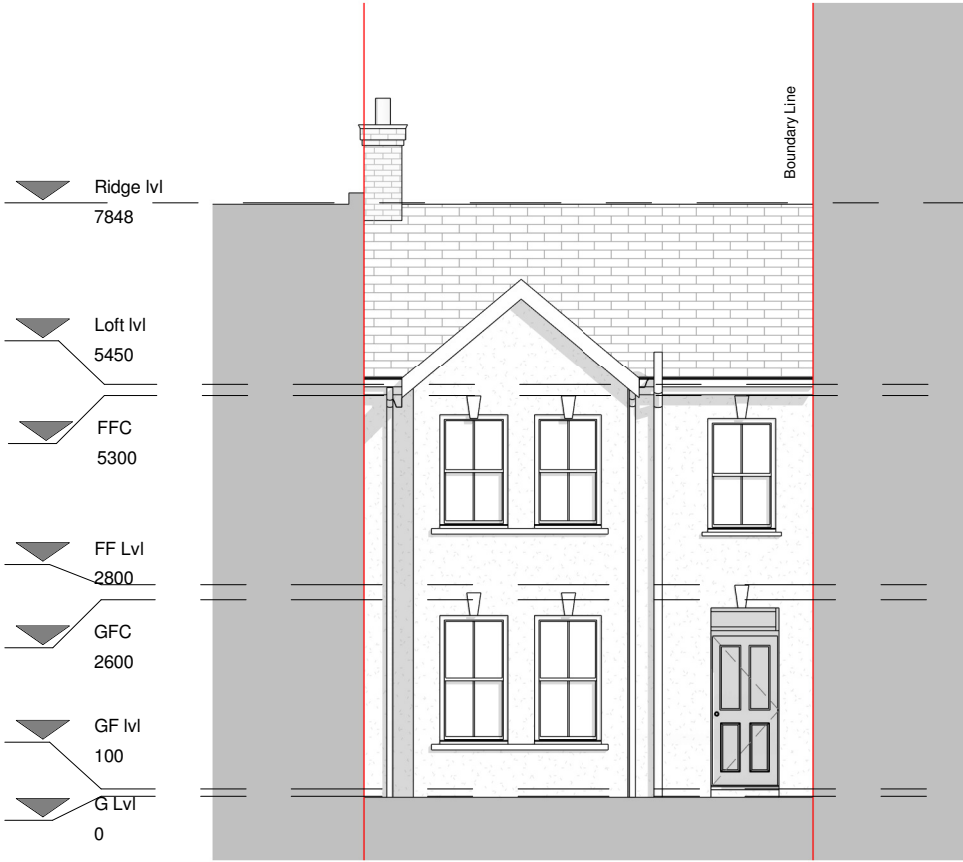 Boundary Line
Ridge lvl
7848
Loft lvl
5450
FFC
5300
FF Lvl
2800
GFC
2600
GF lvl
100
G Lvl
0